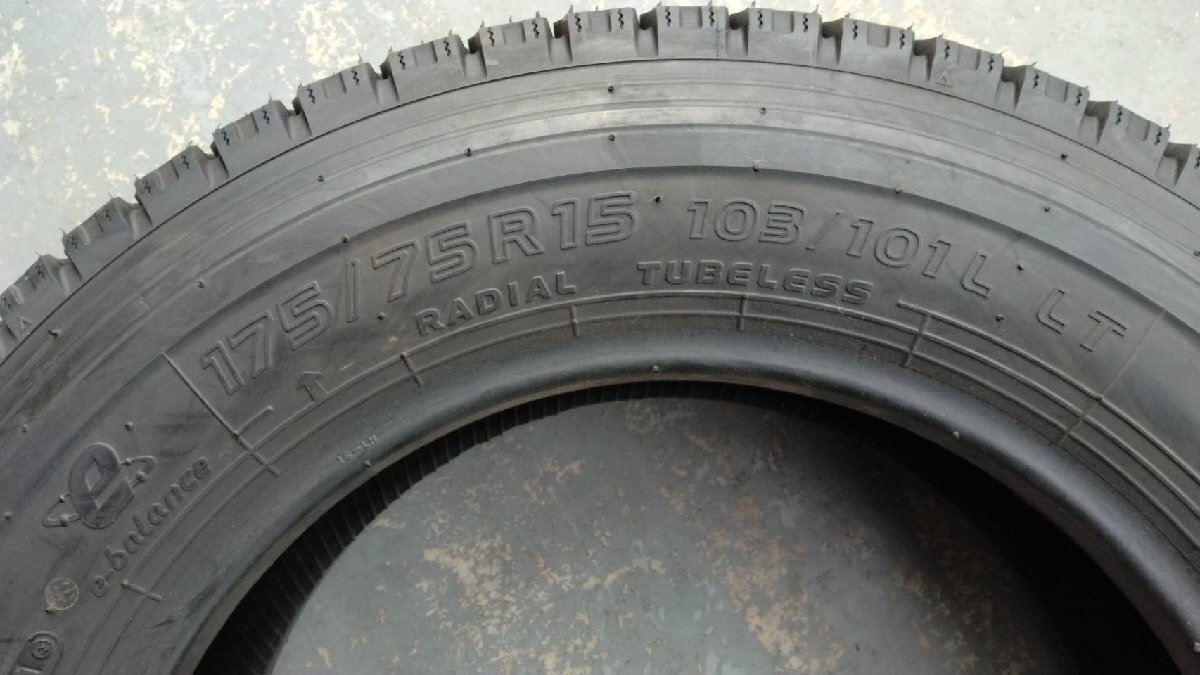 175/75R15 103/101L LT
RADIAL TUBELESS
e
e-balance